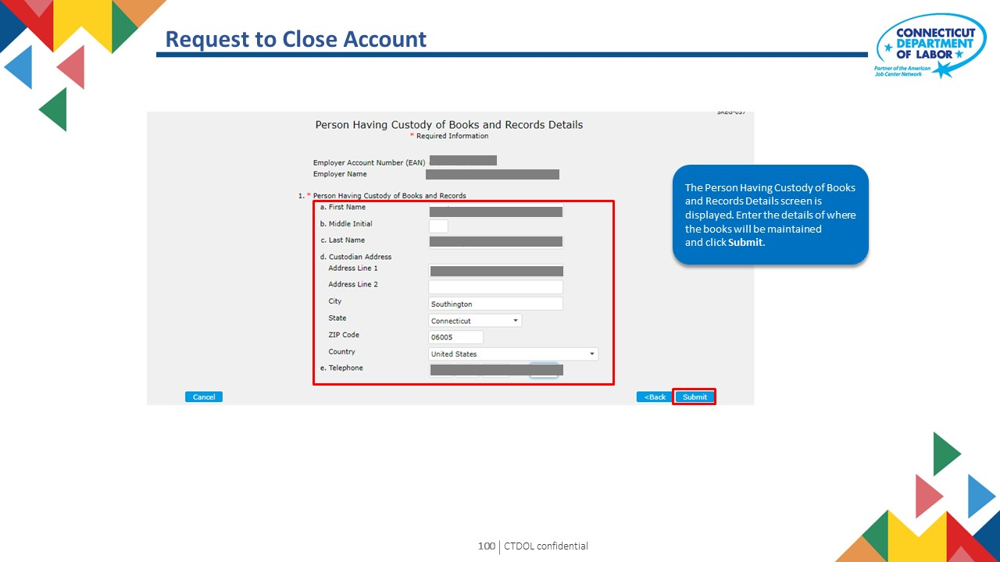 Request to Close Account
CONNECTICUT
DEPARTMENT
OF LABOR
Partner of the American
Job Center Network
SREG-037
Person Having Custody of Books and Records Details
* Required Information
Employer Account Number (EAN)
Employer Name
1. * Person Having Custody of Books and Records
a. First Name
b. Middle Initial
c. Last Name
d. Custodian Address
Address Line 1
Address Line 2
City Southington
State Connecticut
ZIP Code 06005
Country United States
e. Telephone
Cancel <Back Submit
The Person Having Custody of Books
and Records Details screen is
displayed. Enter the details of where
the books will be maintained
and click Submit.
100 CTDOL confidential